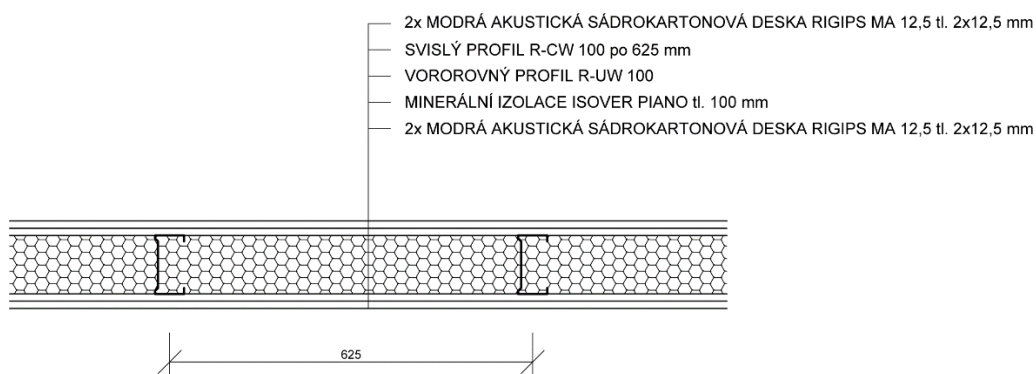 2x MODRÁ AKUSTICKÁ SÁDROKARTONOVÁ DESKA RIGIPS MA 12,5 tl. 2x12,5 mm
SVISLÝ PROFIL R-CW 100 po 625 mm
VOROROVNÝ PROFIL R-UW 100
MINERÁLNÍ IZOLACE ISOVER PIANO tl. 100 mm
2x MODRÁ AKUSTICKÁ SÁDROKARTONOVÁ DESKA RIGIPS MA 12,5 tl. 2x12,5 mm
625